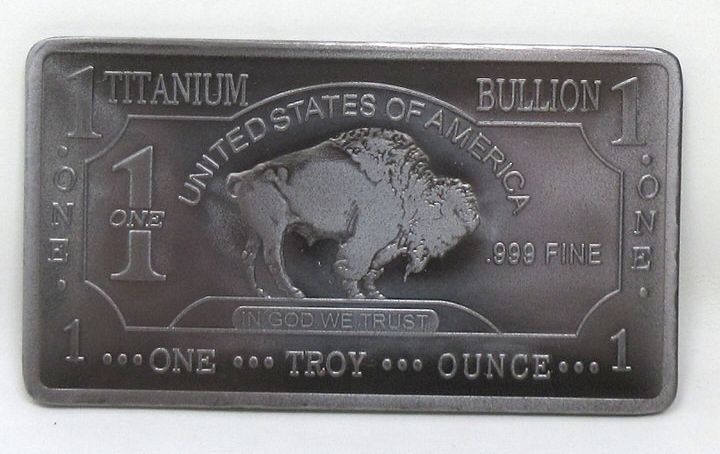 1 TITANIUM BULLION 1
UNITED STATES OF AMERICA
·ONE·
1
ONE
.999 FINE
·ONE·
IN GOD WE TRUST
1 •••ONE ••• TROY ••• OUNCE••• 1